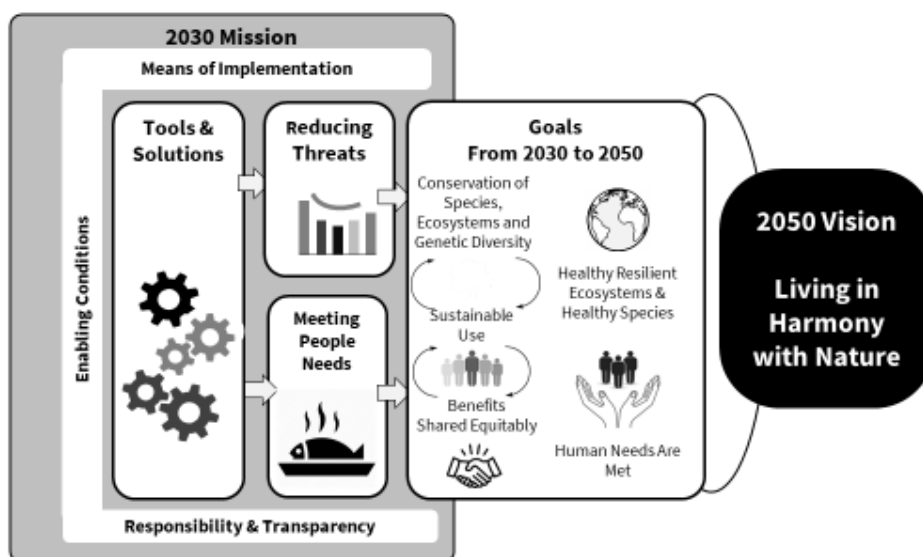 2030 Mission
Means of Implementation
Enabling Conditions
Tools &
Solutions
Reducing
Threats
Meeting
People
Needs
Goals
From 2030 to 2050
Conservation of
Species,
Ecosystems and
Genetic Diversity
Sustainable
Use
Benefits
Shared Equitably
Healthy Resilient
Ecosystems &
Healthy Species
Human Needs Are
Met
2050 Vision
Living in
Harmony
with Nature
Responsibility & Transparency